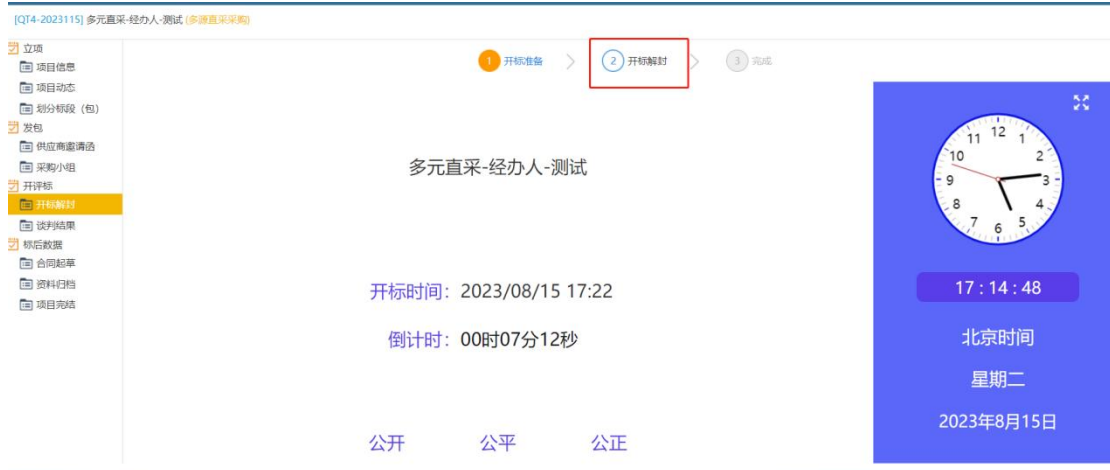 [QT4-2023115] 多元直采-经办人-测试 (多源直采采购)
立项
项目信息
项目动态
划分标段（包）
发包
供应商邀请函
采购小组
开评标
开标解封
谈判结果
标后数据
合同起草
资料归档
项目完结
1 开标准备
2 开标解封
3 完成
多元直采-经办人-测试
开标时间：2023/08/15 17:22
倒计时：00时07分12秒
公开 公平 公正
12
1
2
3
4
5
6
7
8
9
10
11
17 : 14 : 48
北京时间
星期二
2023年8月15日